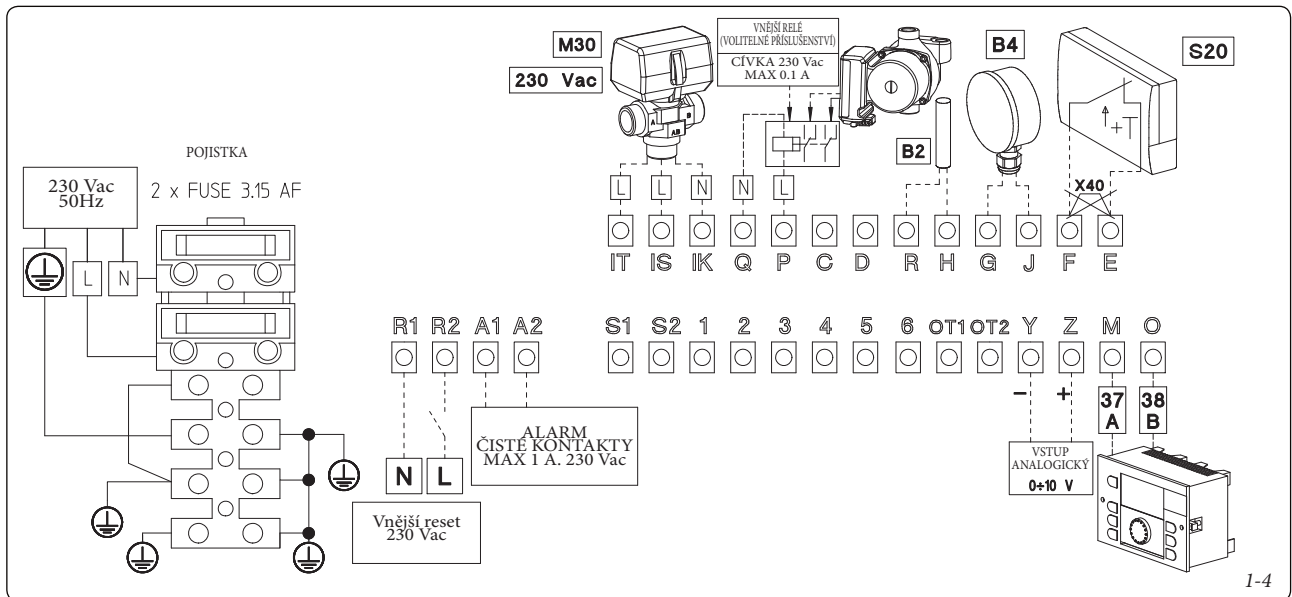 POJISTKA
230 Vac
50Hz
2 x FUSE 3.15 AF
L
N
M30
230 Vac
A
B
AB
VNĚJŠÍ RELÉ
(VOLITELNÉ PŘÍSLUŠENSTVÍ)
CÍVKA 230 Vac
MAX 0.1 A
B2
B4
S20
+T
X40
L L N N L
IT IS IK Q P C D R H G J F E
R1 R2 A1 A2 S1 S2 1 2 3 4 5 6 OT1 OT2 Y Z M O
- +
37
A
38
B
N L
Vnější reset
230 Vac
ALARM
ČISTÉ KONTAKTY
MAX 1 A. 230 Vac
VSTUP
ANALOGICKÝ
0÷10 V
1-4